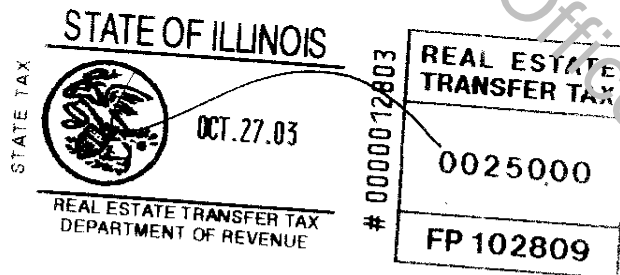 STATE OF ILLINOIS
STATE TAX
OCT.27.03
REAL ESTATE TRANSFER TAX
DEPARTMENT OF REVENUE
# 0000012803
REAL ESTATE
TRANSFER TAX
0025000
FP 102809